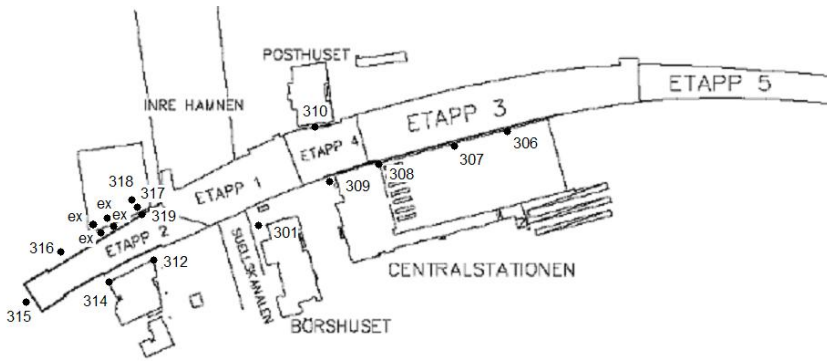 POSTHUSET
ETAPP 5
INRE HAMNEN
ETAPP 3
310
306
ETAPP 4
307
308
309
ETAPP 1
318
317
319
ex
ex
ex
ex
ETAPP 2
301
316
312
SUELLSKANALEN
CENTRALSTATIONEN
314
315
BÖRSHUSET